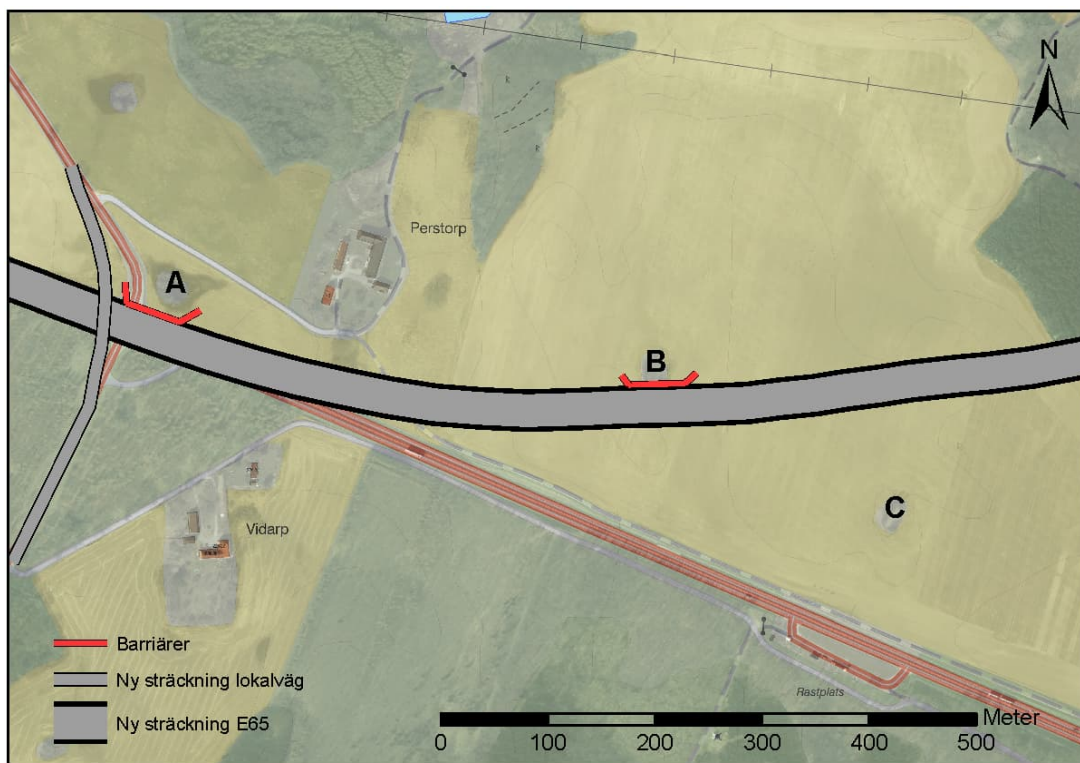 N
Perstorp
A
B
C
Vidarp
Barriärer
Ny sträckning lokalväg
Ny sträckning E65
Rastplats
Meter
0 100 200 300 400 500